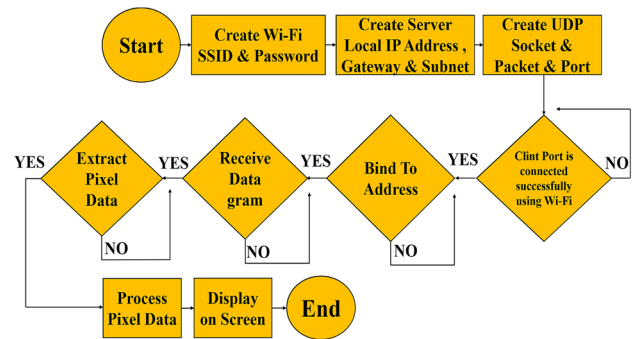 Start
Create Wi-Fi
SSID & Password
Create Server
Local IP Address ,
Gateway & Subnet
Create UDP
Socket &
Packet & Port
Clint Port is
connected
successfully
using Wi-Fi
NO
YES
Bind To
Address
NO
YES
Receive
Data
gram
NO
YES
Extract
Pixel
Data
NO
YES
Process
Pixel Data
Display
on Screen
End